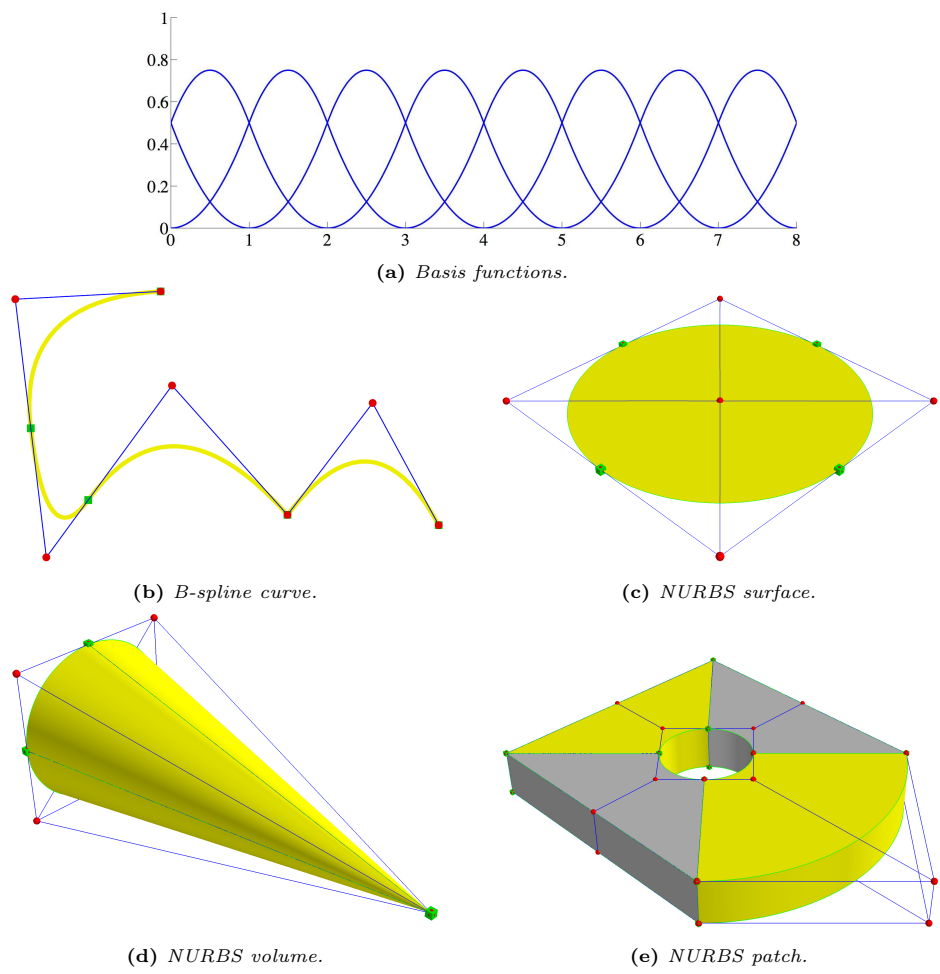 1
0.8
0.6
0.4
0.2
0
0 1 2 3 4 5 6 7 8
(a) Basis functions.
(b) B-spline curve.
(c) NURBS surface.
(d) NURBS volume.
(e) NURBS patch.